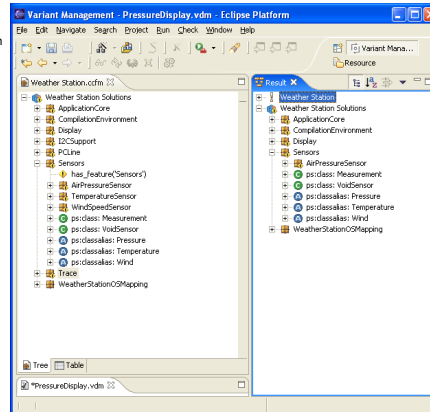 Variant Management - PressureDisplay.vdm - Eclipse Platform
File Edit Navigate Search Project Run Check Window Help
Variant Mana...
Resource
Weather Station.ccfm
Weather Station Solutions
ApplicationCore
CompilationEnvironment
Display
I2CSupport
PCLine
Sensors
has_feature('Sensors')
AirPressureSensor
TemperatureSensor
WindSpeedSensor
ps:class: Measurement
ps:class: VoidSensor
ps:classalias: Pressure
ps:classalias: Temperature
ps:classalias: Wind
Trace
WeatherStationOSMapping
Tree Table
*PressureDisplay.vdm
Result
Weather Station
Weather Station Solutions
ApplicationCore
CompilationEnvironment
Display
Sensors
AirPressureSensor
ps:class: Measurement
ps:class: VoidSensor
ps:classalias: Pressure
ps:classalias: Temperature
ps:classalias: Wind
WeatherStationOSMapping